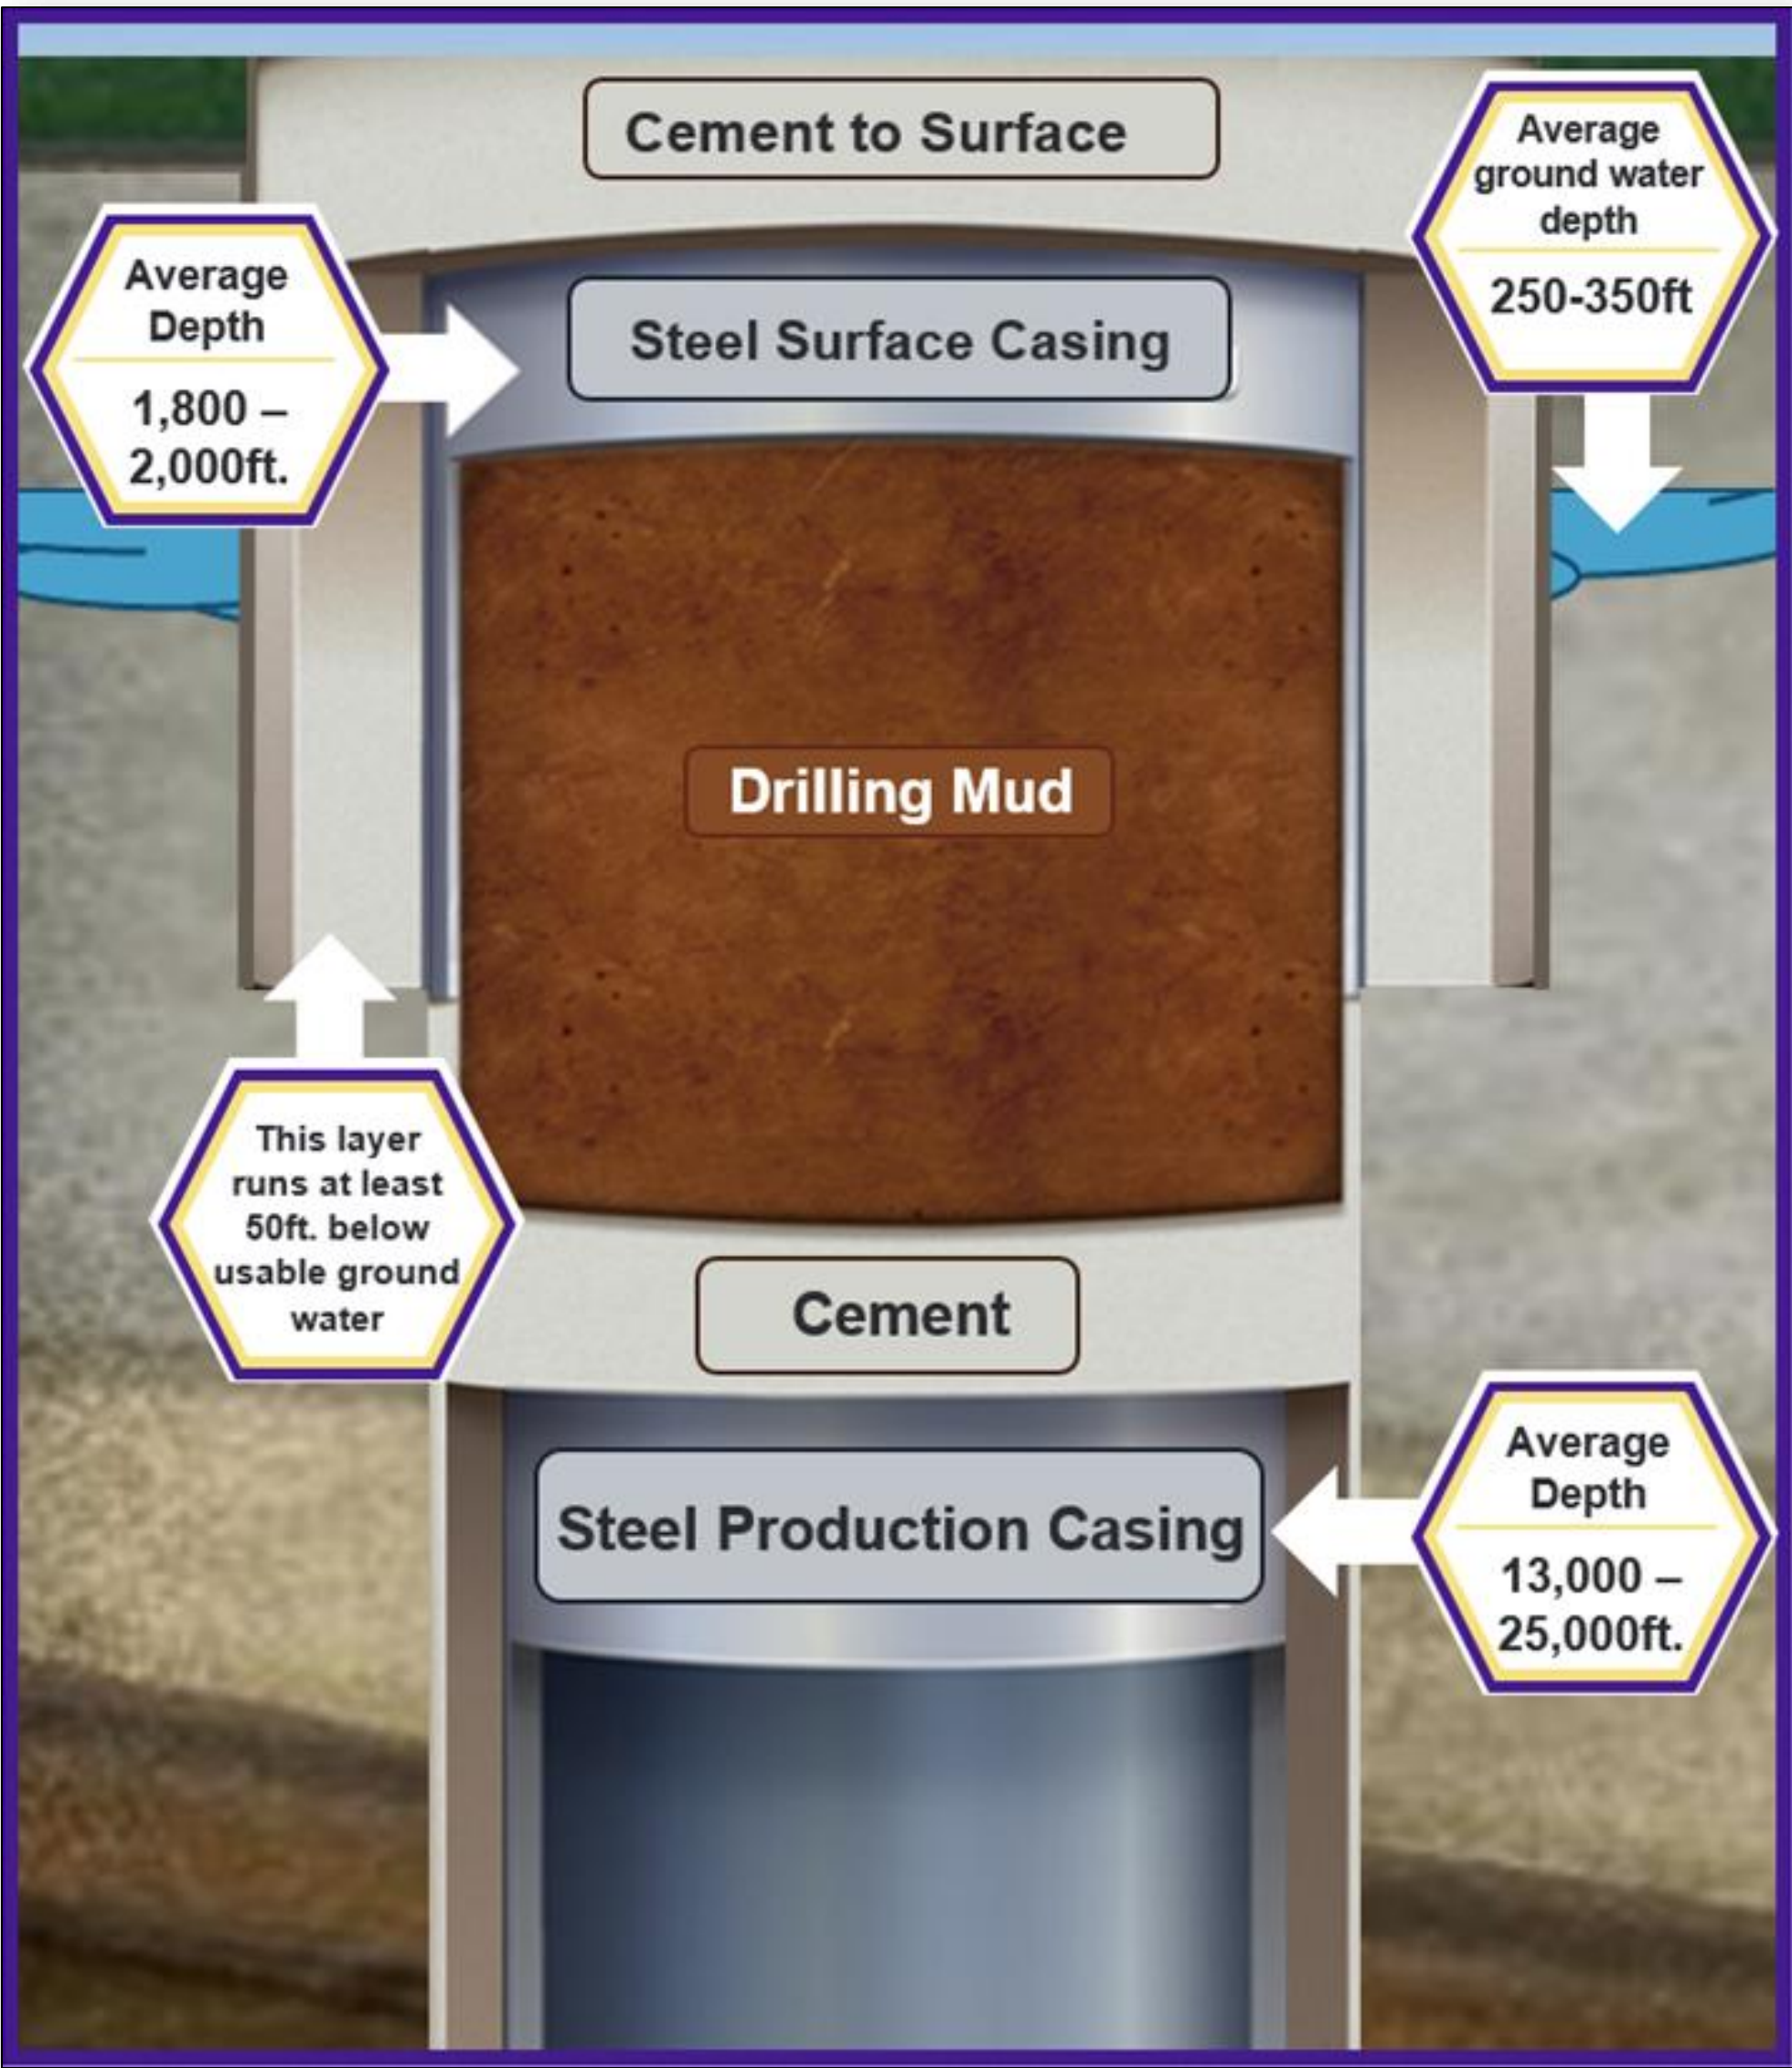 Cement to Surface
Average
ground water
depth
250-350ft
Average
Depth
1,800 –
2,000ft.
Steel Surface Casing
Drilling Mud
This layer
runs at least
50ft. below
usable ground
water
Cement
Steel Production Casing
Average
Depth
13,000 –
25,000ft.